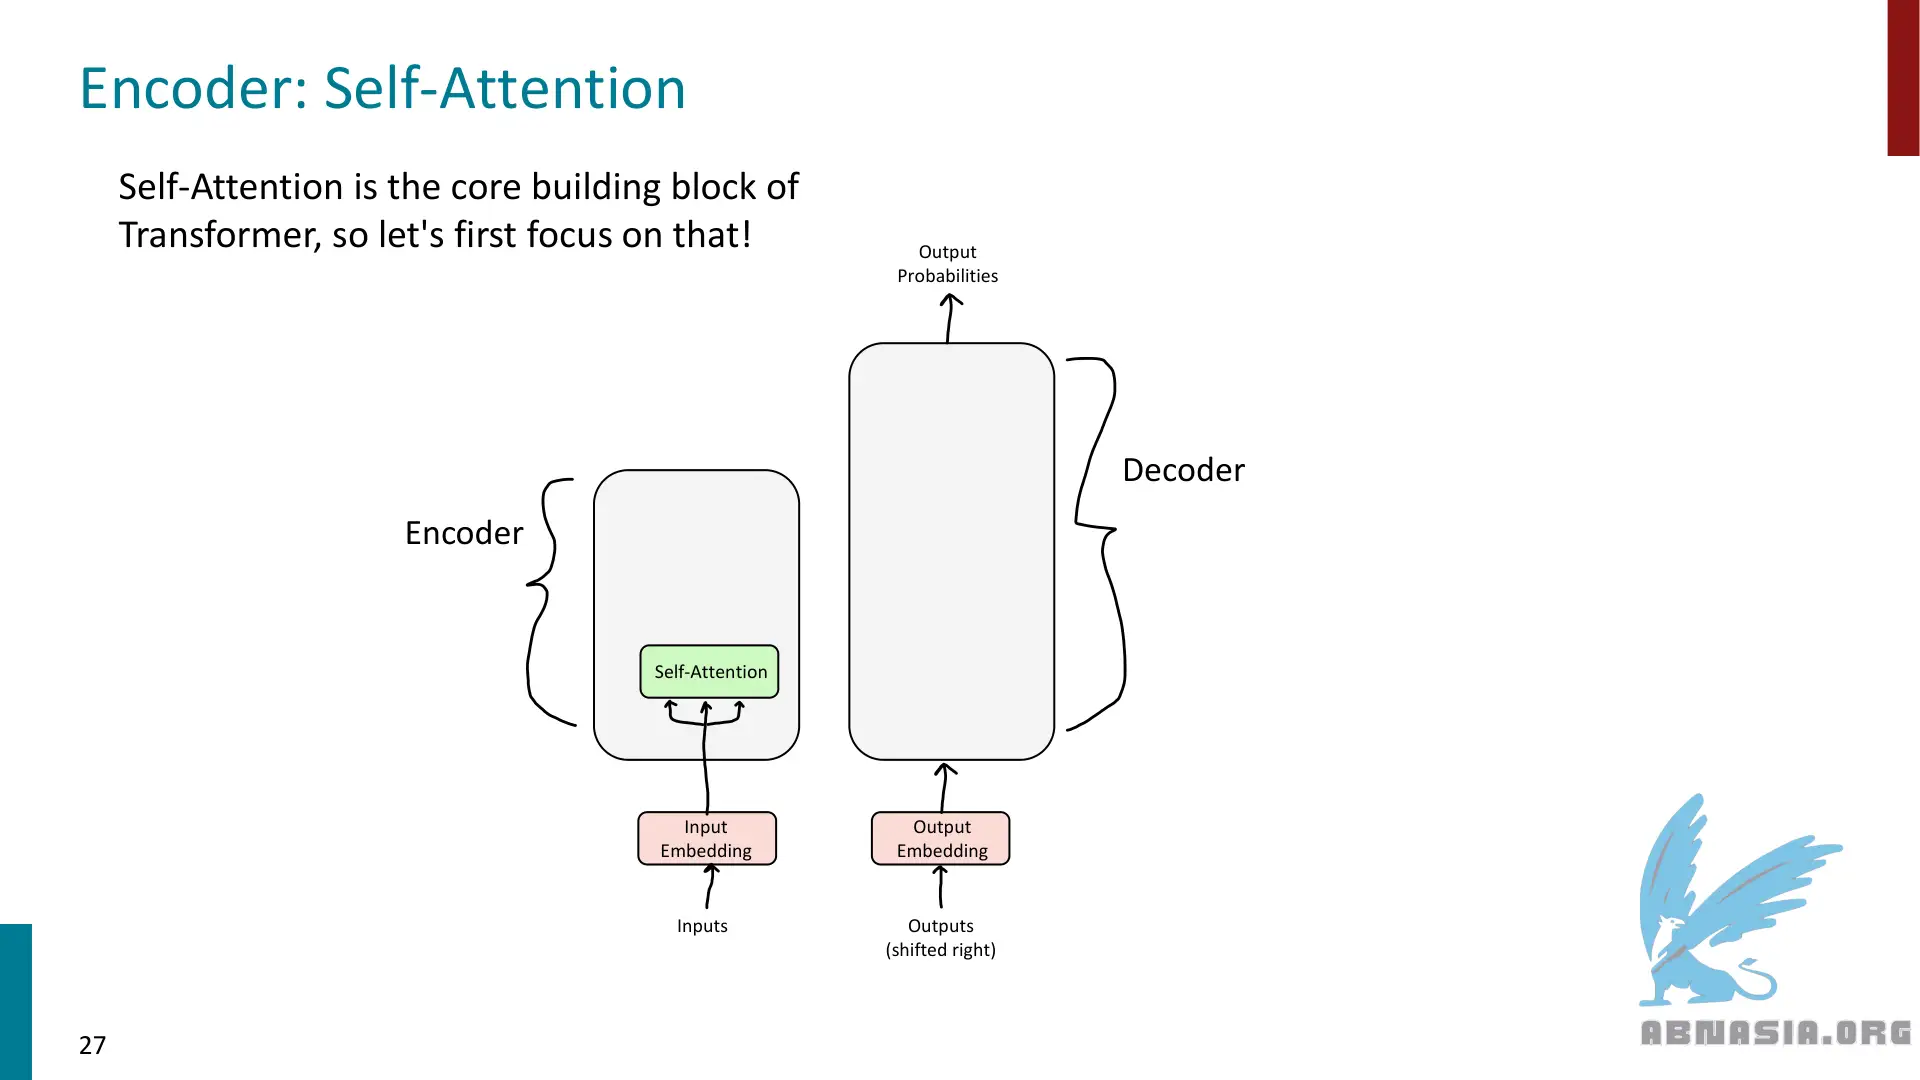 Encoder: Self-Attention
Self-Attention is the core building block of
Transformer, so let's first focus on that!
Output
Probabilities
Decoder
Encoder
Self-Attention
Input
Embedding
Output
Embedding
Inputs
Outputs
(shifted right)
27
ABNASIA.ORG